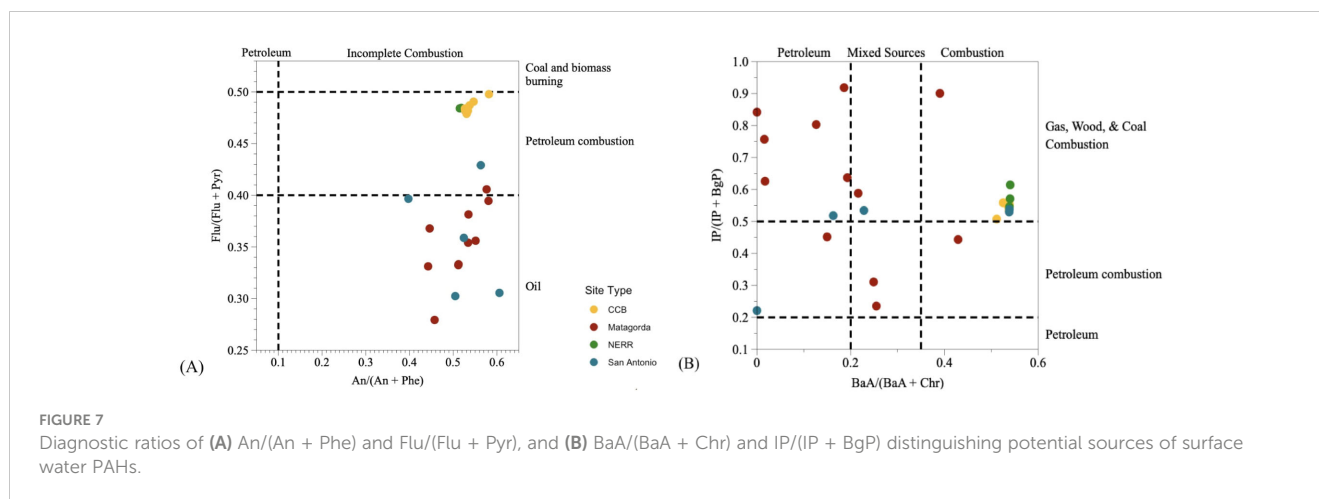 Petroleum Incomplete Combustion
Coal and biomass
burning
0.50
0.45
Petroleum combustion
0.40
Flu/(Flu + Pyr)
0.35
0.30
Oil
0.25
0.1 0.2 0.3 0.4 0.5 0.6
(A)
An/(An + Phe)
Site Type
CCB
Matagorda
NERR
San Antonio
Petroleum Mixed Sources Combustion
1.0
0.9
0.8
Gas, Wood, & Coal
Combustion
0.7
0.6
IP/(IP + BgP)
0.5
0.4
Petroleum combustion
0.3
0.2
Petroleum
0.1
0 0.2 0.4 0.6
(B)
BaA/(BaA + Chr)
FIGURE 7
Diagnostic ratios of (A) An/(An + Phe) and Flu/(Flu + Pyr), and (B) BaA/(BaA + Chr) and IP/(IP + BgP) distinguishing potential sources of surface
water PAHs.